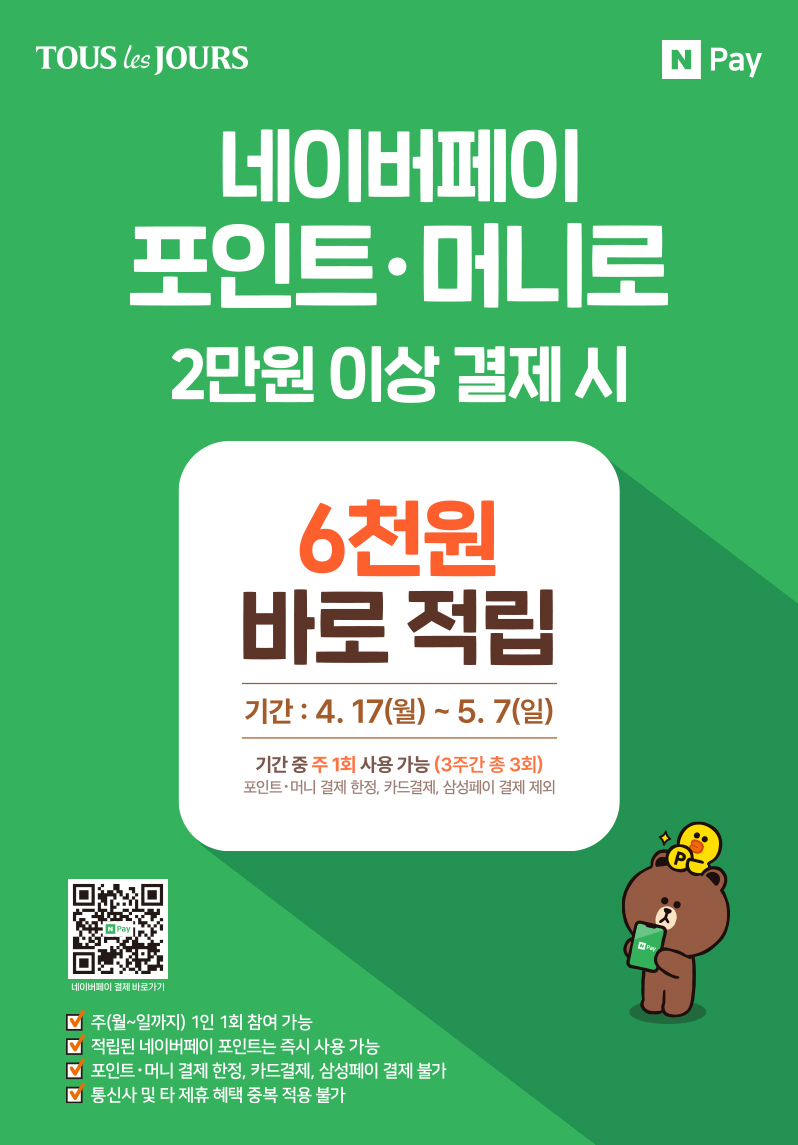 TOUS les JOURS
N Pay
네이버페이
포인트·머니로
2만원 이상 결제 시
6천원
바로 적립
기간 : 4. 17(월) ~ 5. 7(일)
기간 중 주 1회 사용 가능 (3주간 총 3회)
포인트·머니 결제 한정, 카드결제, 삼성페이 결제 제외
P
N Pay
N Pay
네이버페이 결제 바로가기
주(월~일까지) 1인 1회 참여 가능
적립된 네이버페이 포인트는 즉시 사용 가능
포인트·머니 결제 한정, 카드결제, 삼성페이 결제 불가
통신사 및 타 제휴 혜택 중복 적용 불가